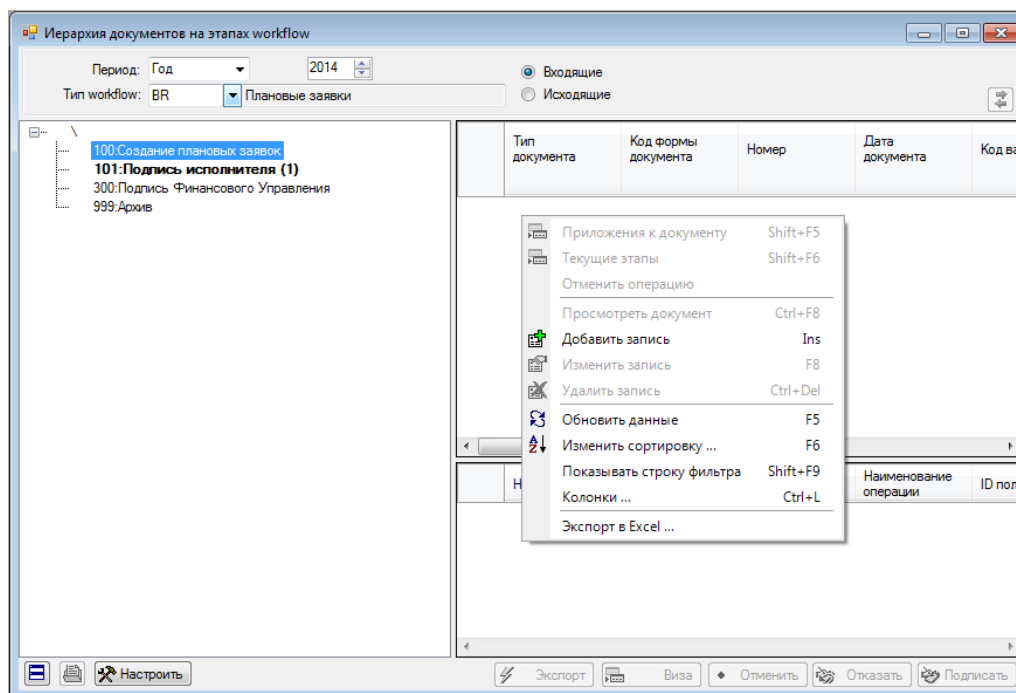 Иерархия документов на этапах workflow
Период: Год 2014
Тип workflow: BR Плановые заявки
Входящие
Исходящие
\
100:Создание плановых заявок
101:Подпись исполнителя (1)
300:Подпись Финансового Управления
999:Архив
Тип документа Код формы документа Номер Дата документа Код ва
Приложения к документу Shift+F5
Текущие этапы Shift+F6
Отменить операцию
Просмотреть документ Ctrl+F8
Добавить запись Ins
Изменить запись F8
Удалить запись Ctrl+Del
Обновить данные F5
Изменить сортировку ... F6
Показывать строку фильтра Shift+F9
Колонки ... Ctrl+L
Экспорт в Excel ...
Н
Наименование операции ID пол
Настроить
Экспорт Виза Отменить Отказать Подписать